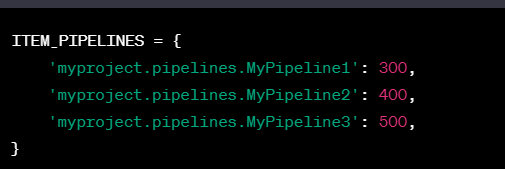 ITEM_PIPELINES = {
    'myproject.pipelines.MyPipeline1': 300,
    'myproject.pipelines.MyPipeline2': 400,
    'myproject.pipelines.MyPipeline3': 500,
}